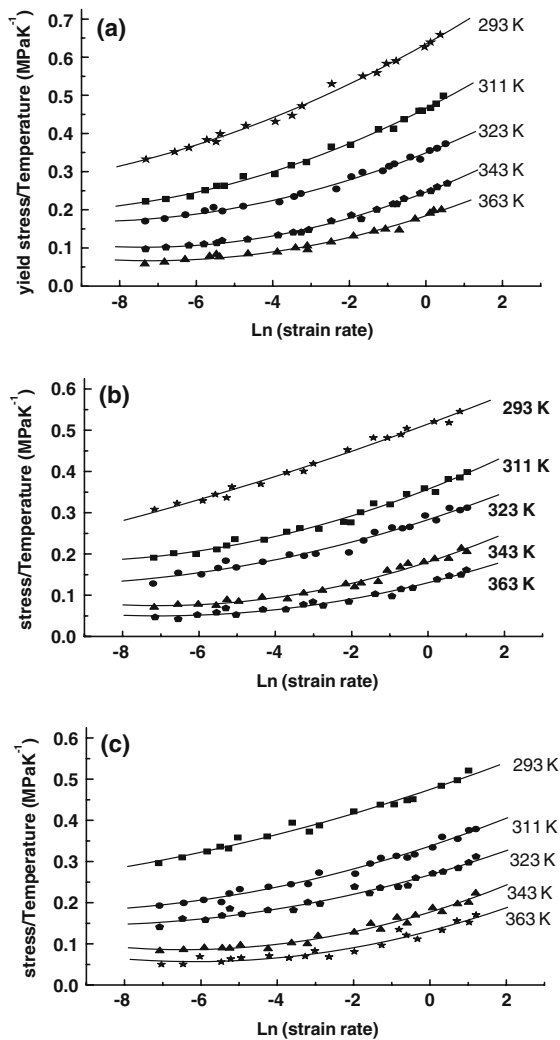 (a)
yield stress/Temperature (MPaK⁻¹)
0.7
0.6
0.5
0.4
0.3
0.2
0.1
0.0
293 K
311 K
323 K
343 K
363 K
-8 -6 -4 -2 0 2
Ln (strain rate)
(b)
stress/Temperature (MPaK⁻¹)
0.6
0.5
0.4
0.3
0.2
0.1
0.0
293 K
311 K
323 K
343 K
363 K
-8 -6 -4 -2 0 2
Ln (strain rate)
(c)
stress/Temperature (MPaK⁻¹)
0.6
0.5
0.4
0.3
0.2
0.1
0.0
293 K
311 K
323 K
343 K
363 K
-8 -6 -4 -2 0 2
Ln (strain rate)